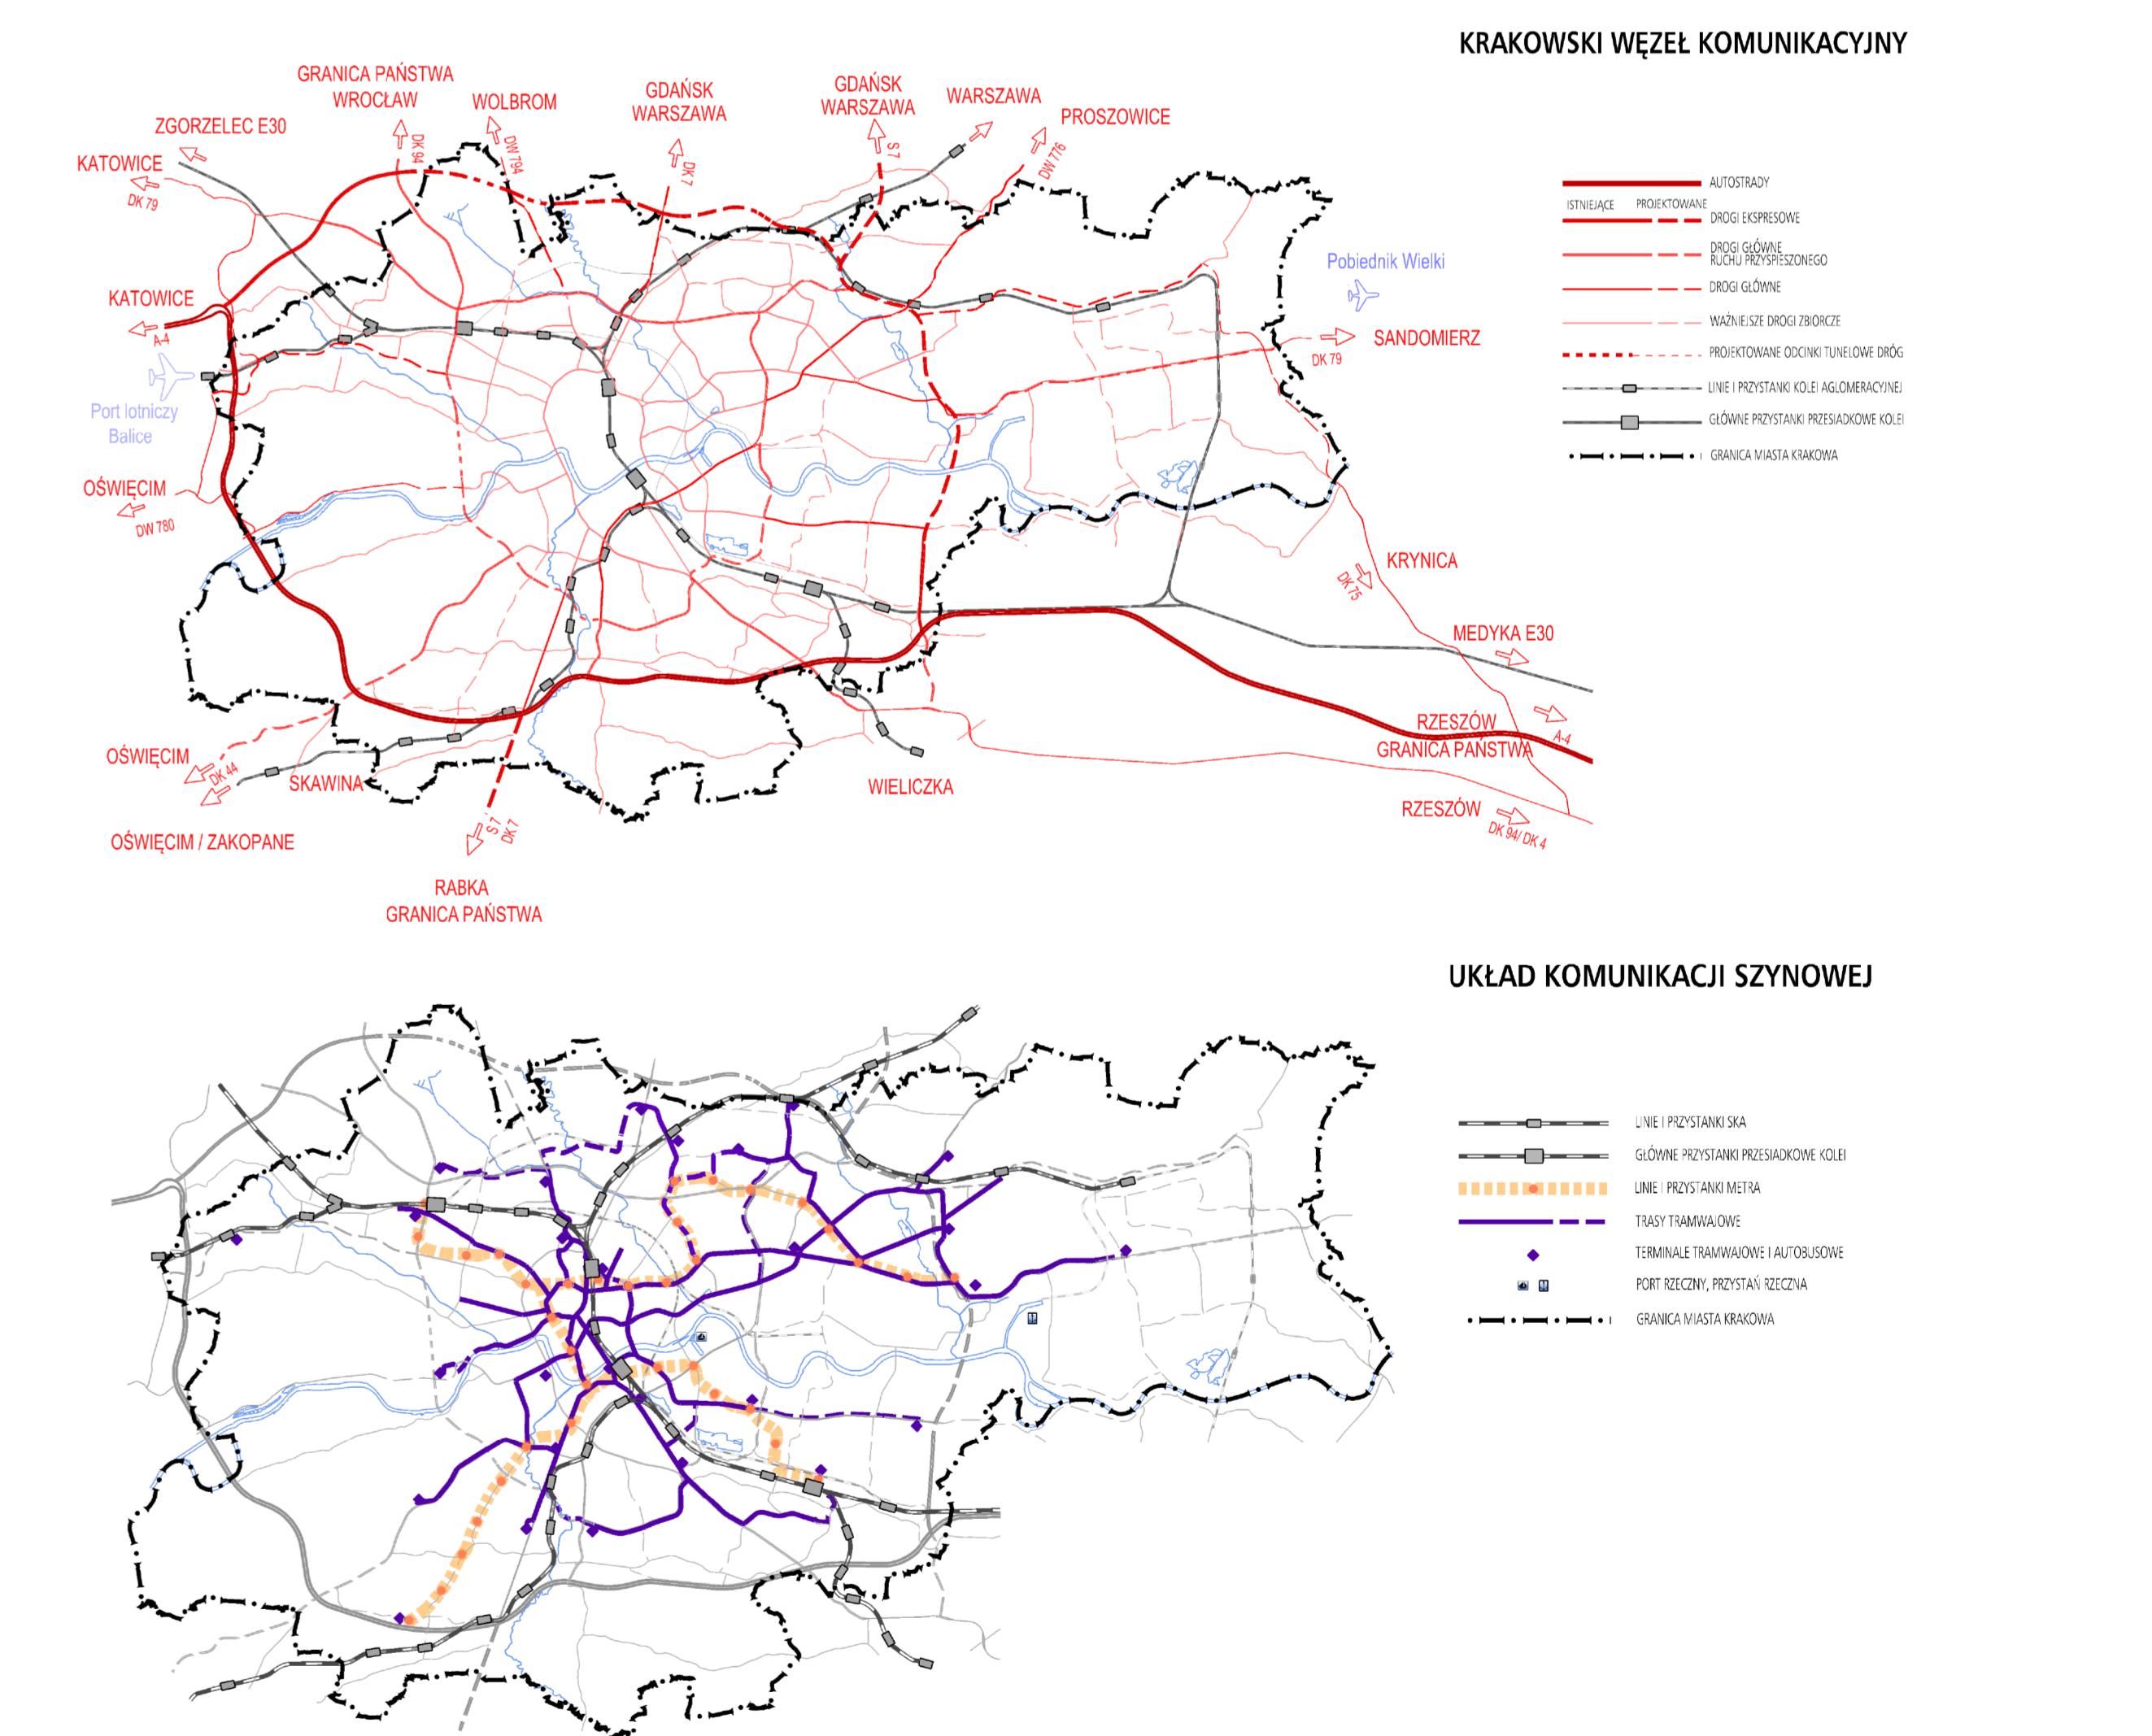 KRAKOWSKI WĘZEŁ KOMUNIKACYJNY
GRANICA PAŃSTWA
WROCŁAW
WOLBROM
GDAŃSK
WARSZAWA
GDAŃSK
WARSZAWA
WARSZAWA
PROSZOWICE
ZGORZELEC E30
KATOWICE
DK 79
DK 94
DW 794
DK 7
S 7
DW 776
AUTOSTRADY
ISTNIEJĄCE
PROJEKTOWANE
DROGI EKSPRESOWE
DROGI GŁÓWNE
RUCHU PRZYSPIESZONEGO
DROGI GŁÓWNE
WAŻNIEJSZE DROGI ZBIORCZE
PROJEKTOWANE ODCINKI TUNELOWE DRÓG
LINIE I PRZYSTANKI KOLEI AGLOMERACYJNEJ
GŁÓWNE PRZYSTANKI PRZESIADKOWE KOLEI
GRANICA MIASTA KRAKOWA
Pobiednik Wielki
KATOWICE
A-4
SANDOMIERZ
DK 79
Port lotniczy
Balice
OŚWIĘCIM
DW 780
KRYNICA
DK 75
MEDYKA E30
RZESZÓW
A-4
GRANICA PAŃSTWA
OŚWIĘCIM
DK 44
SKAWINA
WIELICZKA
RZESZÓW
DK 94/ DK 4
OŚWIĘCIM / ZAKOPANE
S 7
DK 7
RABKA
GRANICA PAŃSTWA
UKŁAD KOMUNIKACJI SZYNOWEJ
LINIE I PRZYSTANKI SKA
GŁÓWNE PRZYSTANKI PRZESIADKOWE KOLEI
LINIE I PRZYSTANKI METRA
TRASY TRAMWAJOWE
TERMINALE TRAMWAJOWE I AUTOBUSOWE
PORT RZECZNY, PRZYSTAŃ RZECZNA
GRANICA MIASTA KRAKOWA